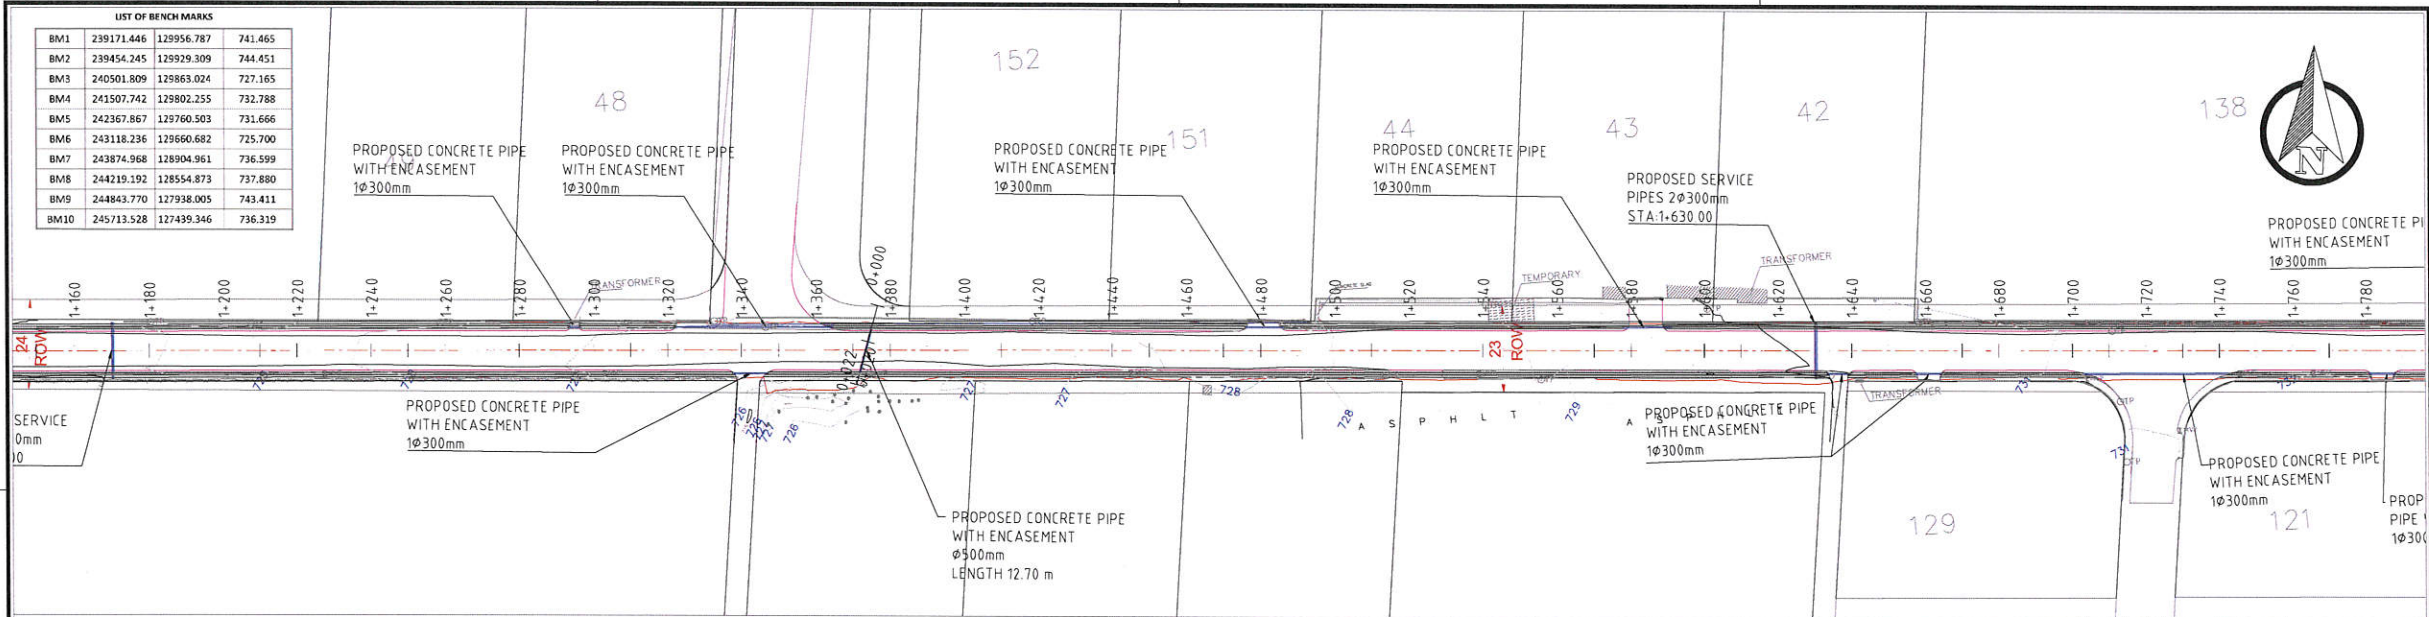 LIST OF BENCH MARKS
BM1 239171.446 129956.787 741.465
BM2 239454.245 129929.309 744.451
BM3 240501.809 129863.024 727.165
BM4 241507.742 129802.255 732.788
BM5 242367.867 129760.503 731.666
BM6 243118.236 129660.682 725.700
BM7 243874.968 128904.961 736.599
BM8 244219.192 128554.873 737.880
BM9 244843.770 127938.005 743.411
BM10 245713.528 127439.346 736.319
48
152
151
44
43
42
138
N
PROPOSED CONCRETE PIPE
WITH ENCASEMENT
1Φ300mm
PROPOSED CONCRETE PIPE
WITH ENCASEMENT
1Φ300mm
PROPOSED CONCRETE PIPE
WITH ENCASEMENT
1Φ300mm
PROPOSED CONCRETE PIPE
WITH ENCASEMENT
1Φ300mm
PROPOSED SERVICE
PIPES 2Φ300mm
STA:1+630.00
PROPOSED CONCRETE PI
WITH ENCASEMENT
1Φ300mm
TRANSFORMER
TEMPORARY
TRANSFORMER
0+000
1+160
1+180
1+200
1+220
1+240
1+260
1+280
1+300
1+320
1+340
1+360
1+380
1+400
1+420
1+440
1+460
1+480
1+500
1+520
1+540
1+560
1+580
1+600
1+620
1+640
1+660
1+680
1+700
1+720
1+740
1+760
1+780
24
ROW
23
ROW
0+022
727
727
728
728
729
731
731
726
727
726
A S P H L T
TRANSFORMER
SERVICE
0mm
00
PROPOSED CONCRETE PIPE
WITH ENCASEMENT
1Φ300mm
PROPOSED CONCRETE PIPE
WITH ENCASEMENT
Φ500mm
LENGTH 12.70 m
PROPOSED CONCRETE PIPE
WITH ENCASEMENT
1Φ300mm
PROPOSED CONCRETE PIPE
WITH ENCASEMENT
1Φ300mm
PROP
PIPE
1Φ300
129
121